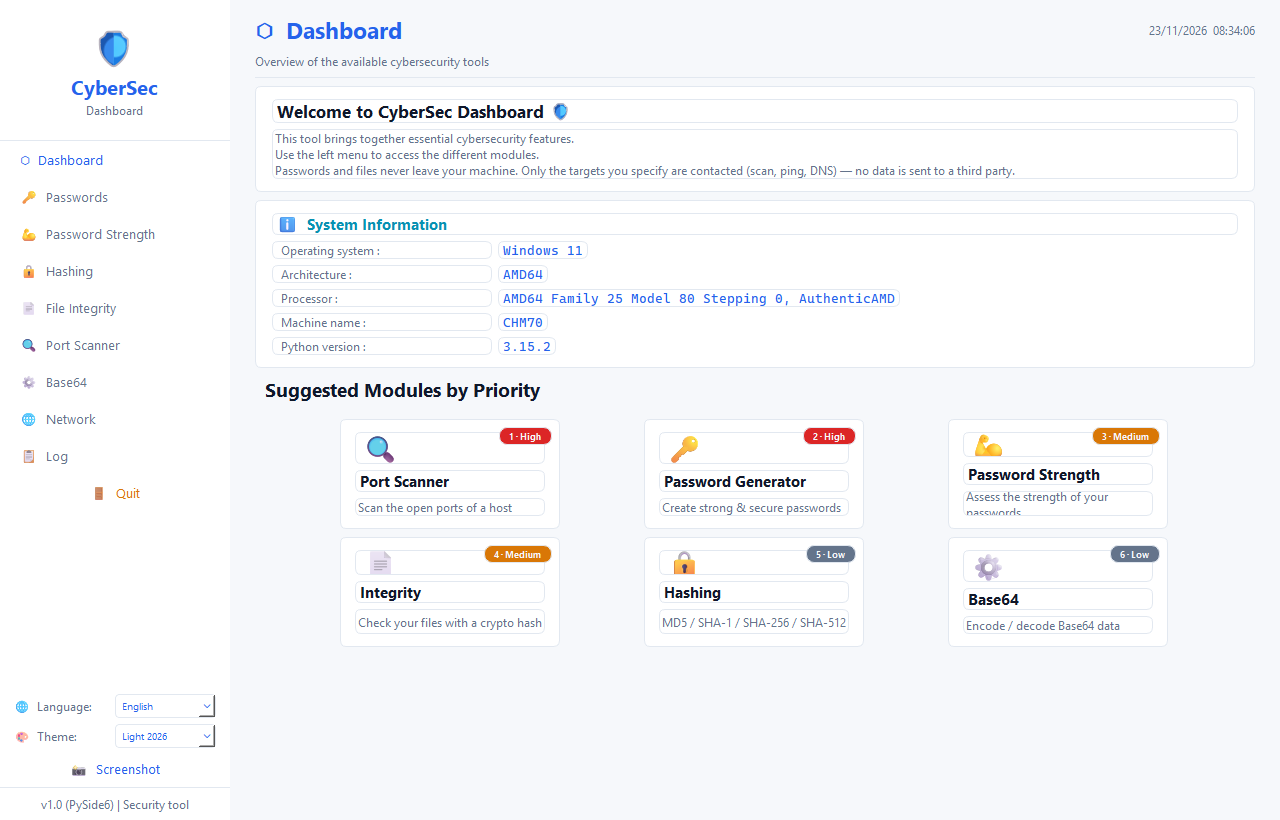 CyberSec
Dashboard
Dashboard
Passwords
Password Strength
Hashing
File Integrity
Port Scanner
Base64
Network
Log
Quit
Language:
English
Theme:
Light 2026
Screenshot
v1.0 (PySide6) | Security tool
Dashboard
23/11/2026 08:34:06
Overview of the available cybersecurity tools
Welcome to CyberSec Dashboard
This tool brings together essential cybersecurity features.
Use the left menu to access the different modules.
Passwords and files never leave your machine. Only the targets you specify are contacted (scan, ping, DNS) — no data is sent to a third party.
System Information
Operating system : Windows 11
Architecture : AMD64
Processor : AMD64 Family 25 Model 80 Stepping 0, AuthenticAMD
Machine name : CHM70
Python version : 3.15.2
Suggested Modules by Priority
1 · High
Port Scanner
Scan the open ports of a host
2 · High
Password Generator
Create strong & secure passwords
3 · Medium
Password Strength
Assess the strength of your
passwords
4 · Medium
Integrity
Check your files with a crypto hash
5 · Low
Hashing
MD5 / SHA-1 / SHA-256 / SHA-512
6 · Low
Base64
Encode / decode Base64 data